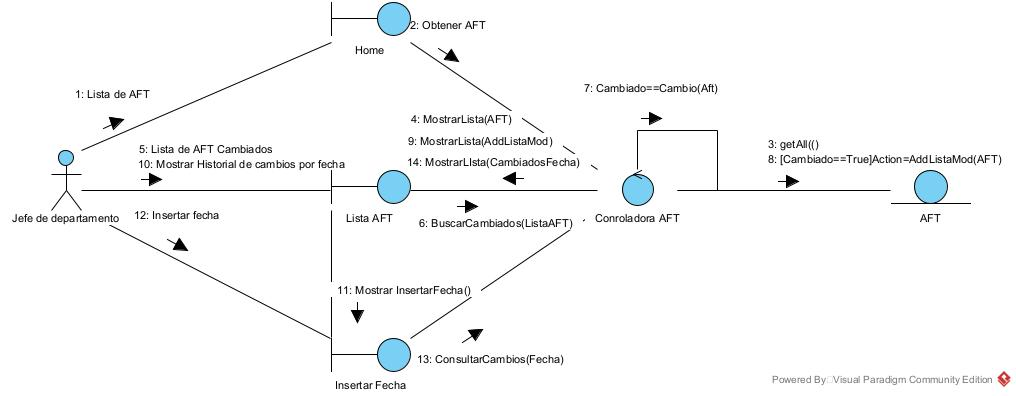 2: Obtener AFT
Home
7: Cambiado==Cambio(Aft)
1: Lista de AFT
4: MostrarLista(AFT)
9: MostrarLista(AddListaMod)
14: MostrarLIsta(CambiadosFecha)
3: getAll(()
8: [Cambiado==True]Action=AddListaMod(AFT)
5: Lista de AFT Cambiados
10: Mostrar Historial de cambios por fecha
Jefe de departamento
12: Insertar fecha
Lista AFT
6: BuscarCambiados(ListaAFT)
Conroladora AFT
AFT
11: Mostrar InsertarFecha()
13: ConsultarCambios(Fecha)
Insertar Fecha
Powered By Visual Paradigm Community Edition